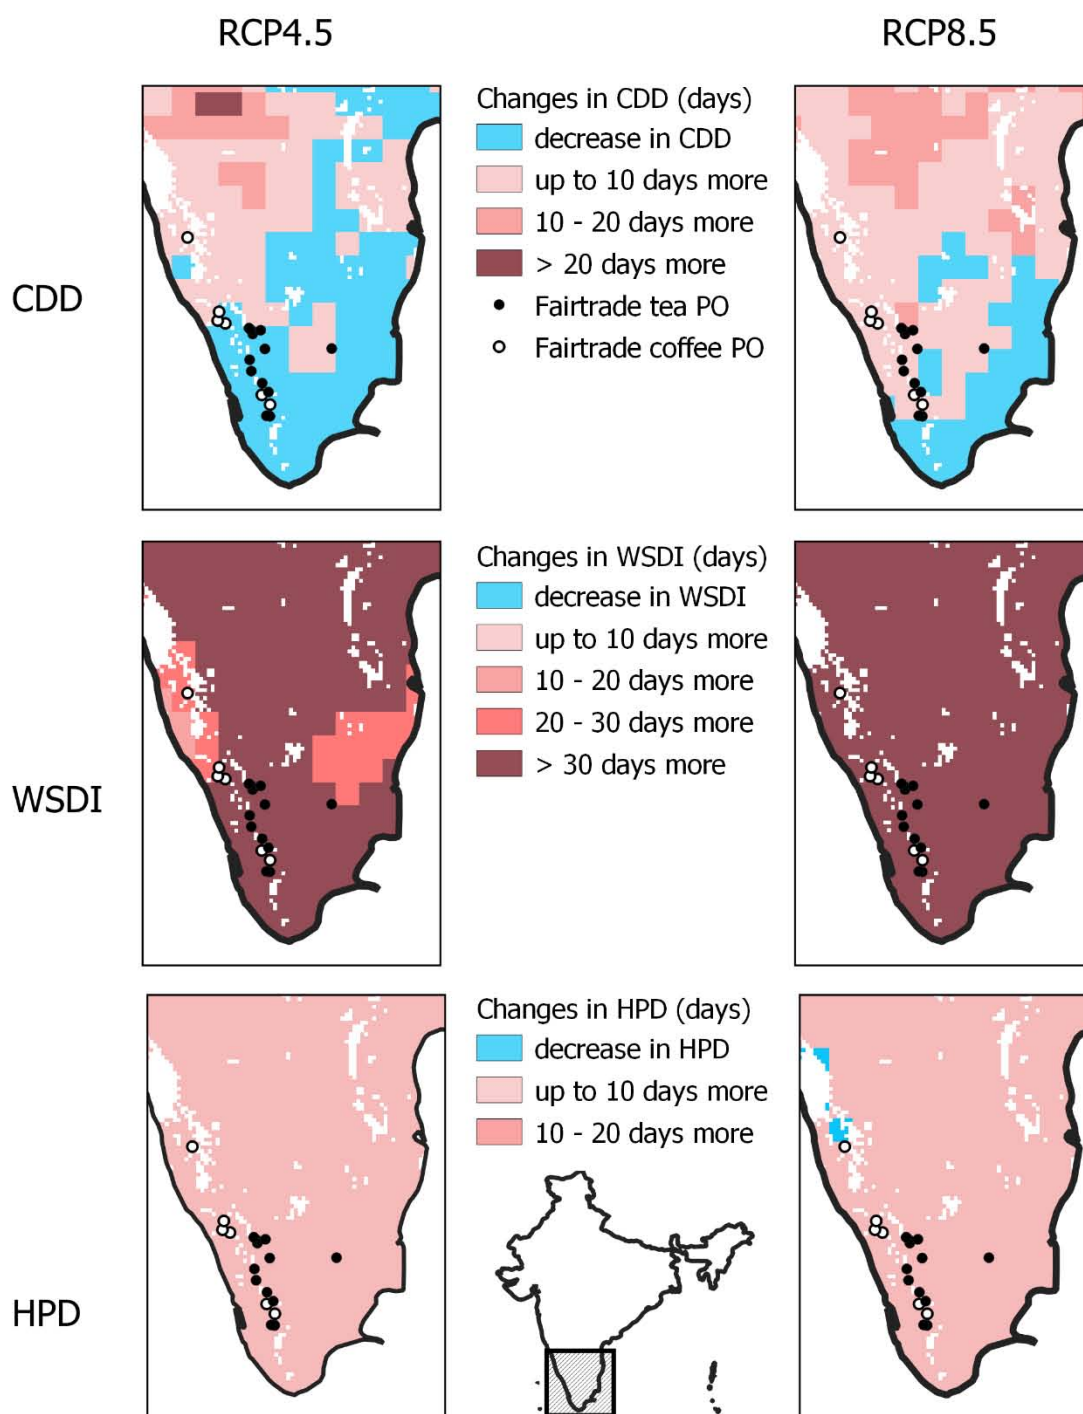 RCP4.5
RCP8.5
CDD
Changes in CDD (days)
decrease in CDD
up to 10 days more
10 - 20 days more
> 20 days more
Fairtrade tea PO
Fairtrade coffee PO
WSDI
Changes in WSDI (days)
decrease in WSDI
up to 10 days more
10 - 20 days more
20 - 30 days more
> 30 days more
HPD
Changes in HPD (days)
decrease in HPD
up to 10 days more
10 - 20 days more